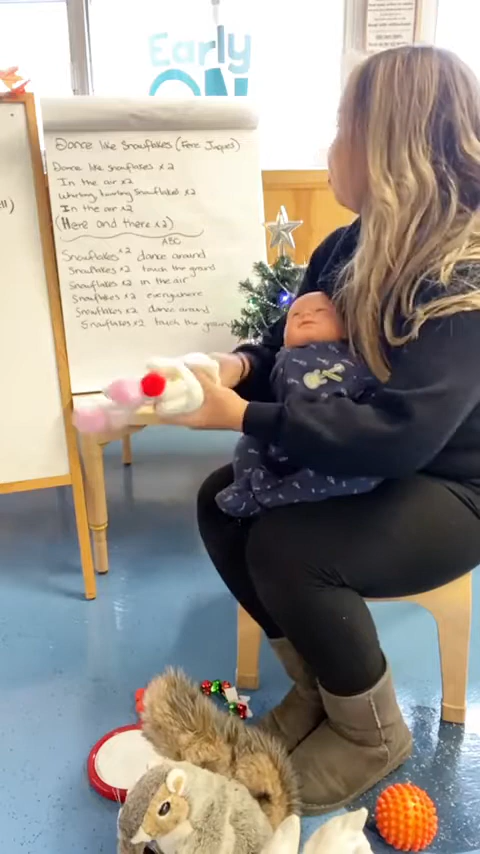 Early
ON
Dance like Snowflakes (Fere Jaques)
Dance like Snowflakes x2
In the air x2
Whirling, twirling Snowflakes x2
In the air x2
(Here and there x2)
ABC
Snowflakes x2 dance around
Snowflakes x2 touch the ground
Snowflakes x2 in the air
Snowflakes x2 everywhere
Snowflakes x2 dance around
Snowflakes x2 touch the ground